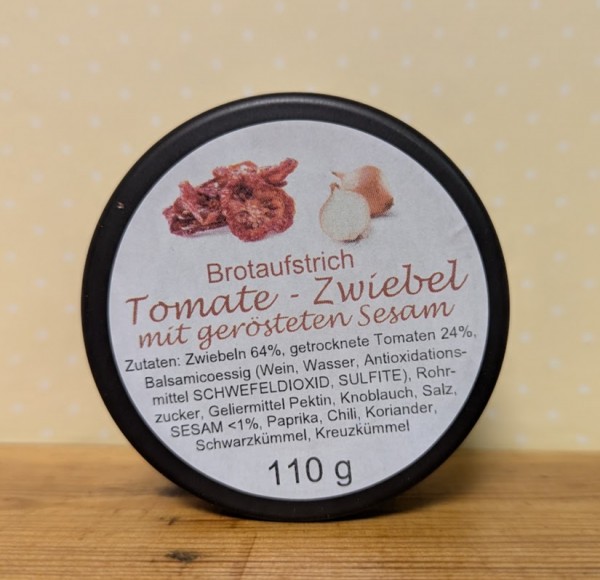 Brotaufstrich
Tomate - Zwiebel
mit gerösteten Sesam
Zutaten: Zwiebeln 64%, getrocknete Tomaten 24%,
Balsamicoessig (Wein, Wasser, Antioxidations-
mittel SCHWEFELDIOXID, SULFITE), Rohr-
zucker, Geliermittel Pektin, Knoblauch, Salz,
SESAM <1%, Paprika, Chili, Koriander,
Schwarzkümmel, Kreuzkümmel
110 g